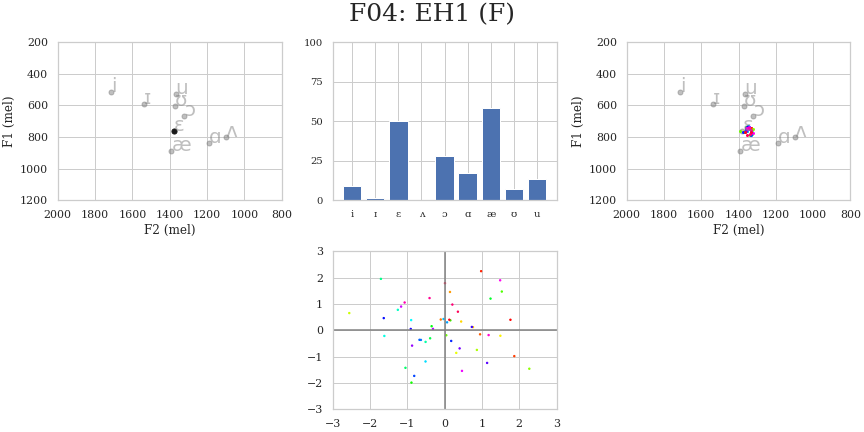 F04: EH1 (F)
200
400
600
800
1000
1200
F1 (mel)
2000 1800 1600 1400 1200 1000 800
F2 (mel)
i
ɪ
u
ʊ
ɔ
ɛ
æ
ɑ
ʌ
100
75
50
25
0
i ɪ ɛ ʌ ɔ ɑ æ ʊ u
200
400
600
800
1000
1200
F1 (mel)
2000 1800 1600 1400 1200 1000 800
F2 (mel)
i
ɪ
u
ʊ
ɔ
ɛ
æ
ɑ
ʌ
3
2
1
0
−1
−2
−3
−3 −2 −1 0 1 2 3